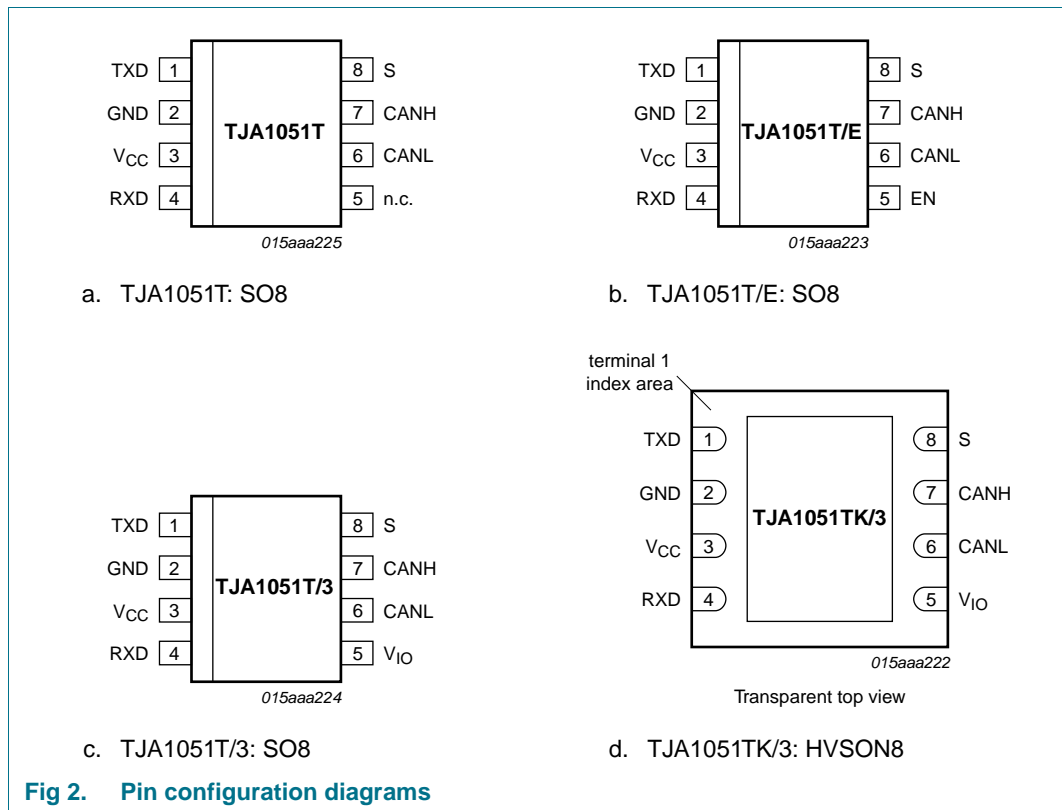 TXD 1 TJA1051T 8 S
GND 2 7 CANH
VCC 3 6 CANL
RXD 4 5 n.c.
015aaa225
a. TJA1051T: SO8
TXD 1 TJA1051T/E 8 S
GND 2 7 CANH
VCC 3 6 CANL
RXD 4 5 EN
015aaa223
b. TJA1051T/E: SO8
TXD 1 TJA1051T/3 8 S
GND 2 7 CANH
VCC 3 6 CANL
RXD 4 5 VIO
015aaa224
c. TJA1051T/3: SO8
terminal 1
index area
TXD 1 TJA1051TK/3 8 S
GND 2 7 CANH
VCC 3 6 CANL
RXD 4 5 VIO
015aaa222
Transparent top view
d. TJA1051TK/3: HVSON8
Fig 2. Pin configuration diagrams